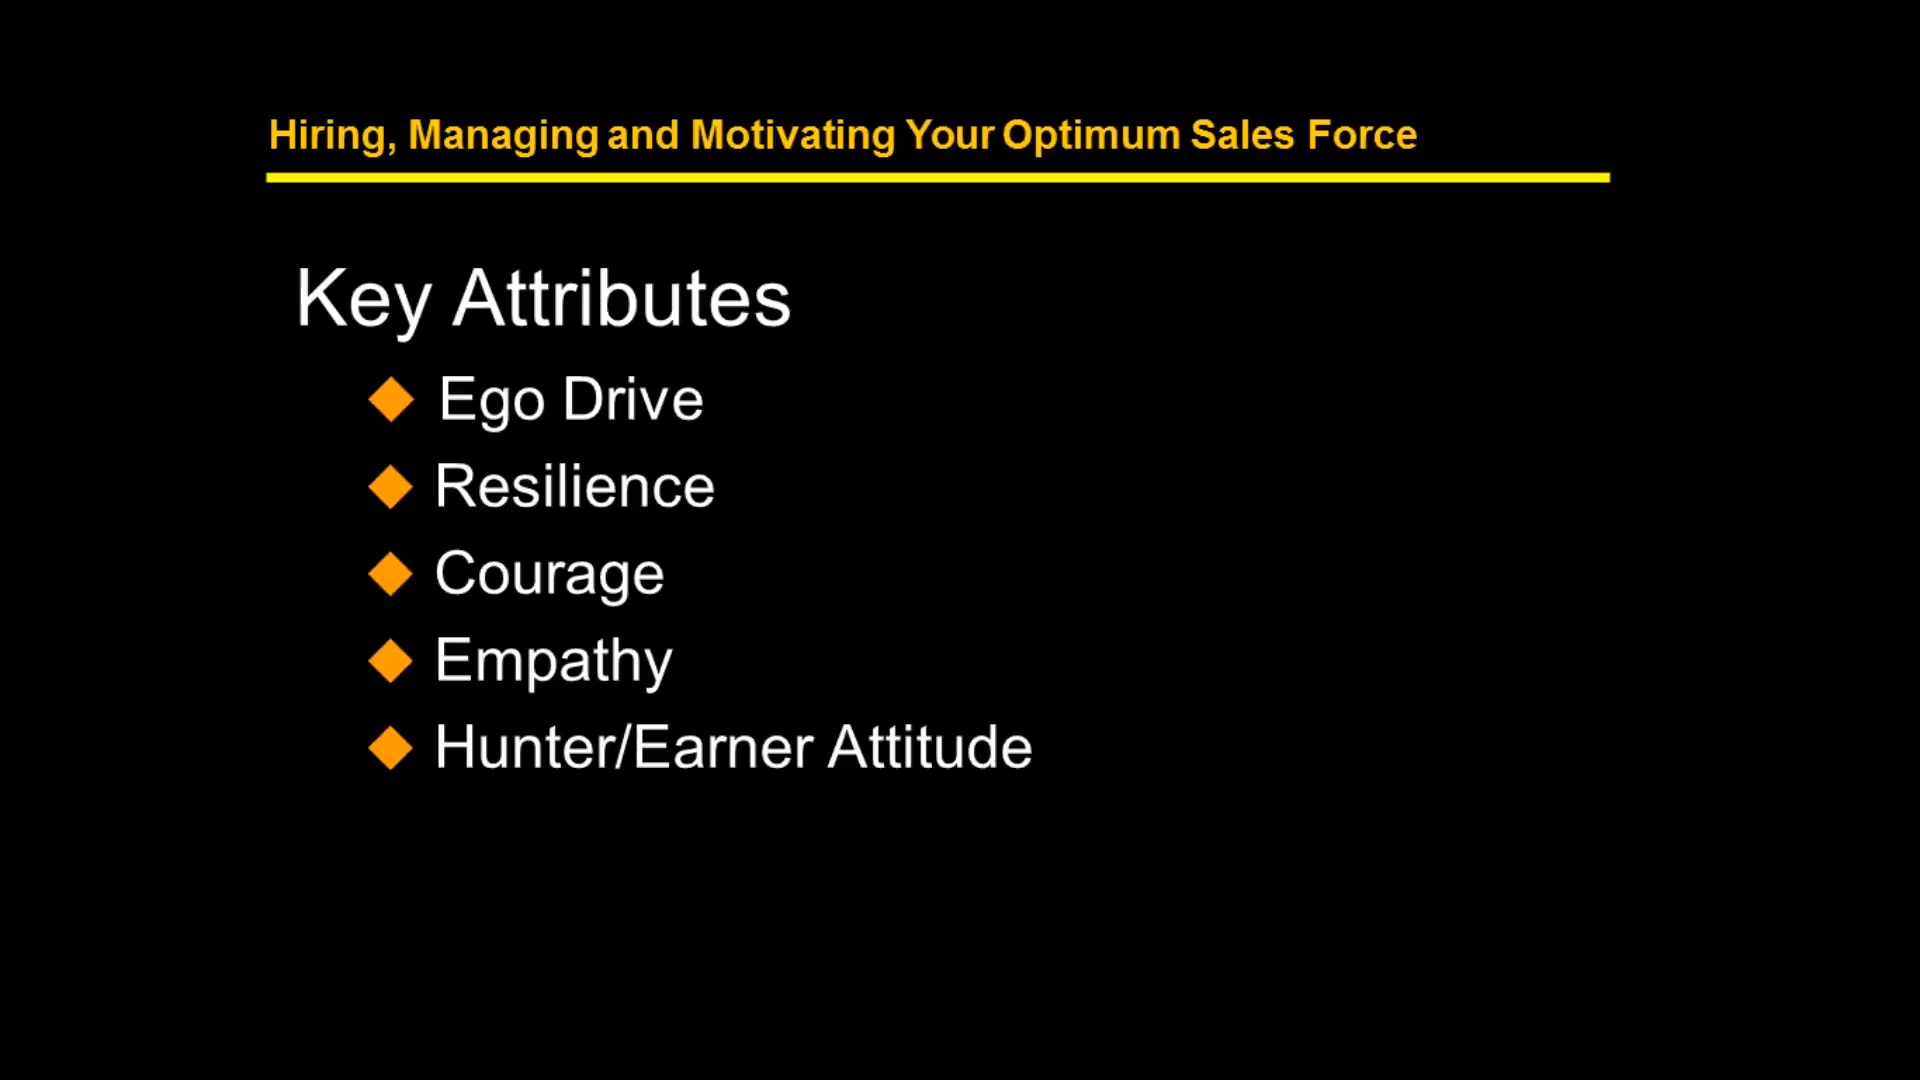 Hiring, Managing and Motivating Your Optimum Sales Force
Key Attributes
Ego Drive
Resilience
Courage
Empathy
Hunter/Earner Attitude